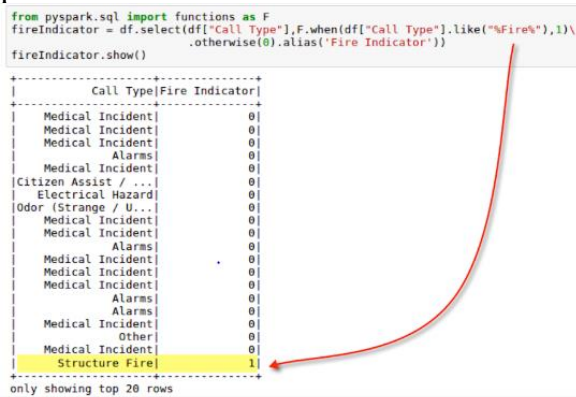 from pyspark.sql import functions as F
fireIndicator = df.select(df["Call Type"],F.when(df["Call Type"].like("%Fire%"),1)\
.otherwise(0).alias('Fire Indicator'))
fireIndicator.show()
+--------------------+--------------+
|           Call Type|Fire Indicator|
+--------------------+--------------+
|    Medical Incident|             0|
|    Medical Incident|             0|
|    Medical Incident|             0|
|              Alarms|             0|
|    Medical Incident|             0|
|Citizen Assist / ...|             0|
|   Electrical Hazard|             0|
|Odor (Strange / U...|             0|
|    Medical Incident|             0|
|    Medical Incident|             0|
|              Alarms|             0|
|    Medical Incident|             0|
|    Medical Incident|             0|
|    Medical Incident|             0|
|              Alarms|             0|
|              Alarms|             0|
|    Medical Incident|             0|
|               Other|             0|
|    Medical Incident|             0|
|      Structure Fire|             1|
+--------------------+--------------+
only showing top 20 rows